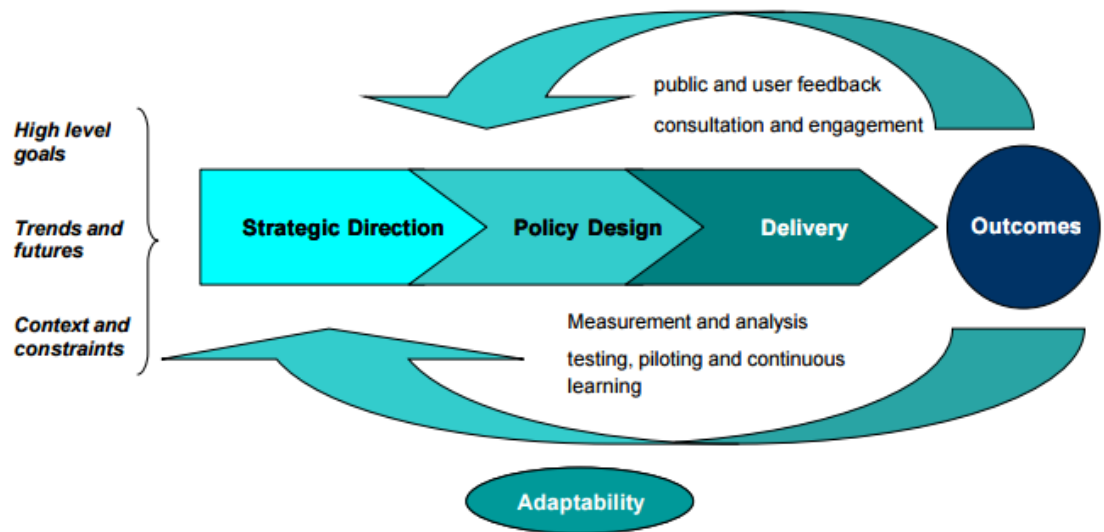 High level
goals
Trends and
futures
Context and
constraints
public and user feedback
consultation and engagement
Strategic Direction
Policy Design
Delivery
Outcomes
Measurement and analysis
testing, piloting and continuous
learning
Adaptability